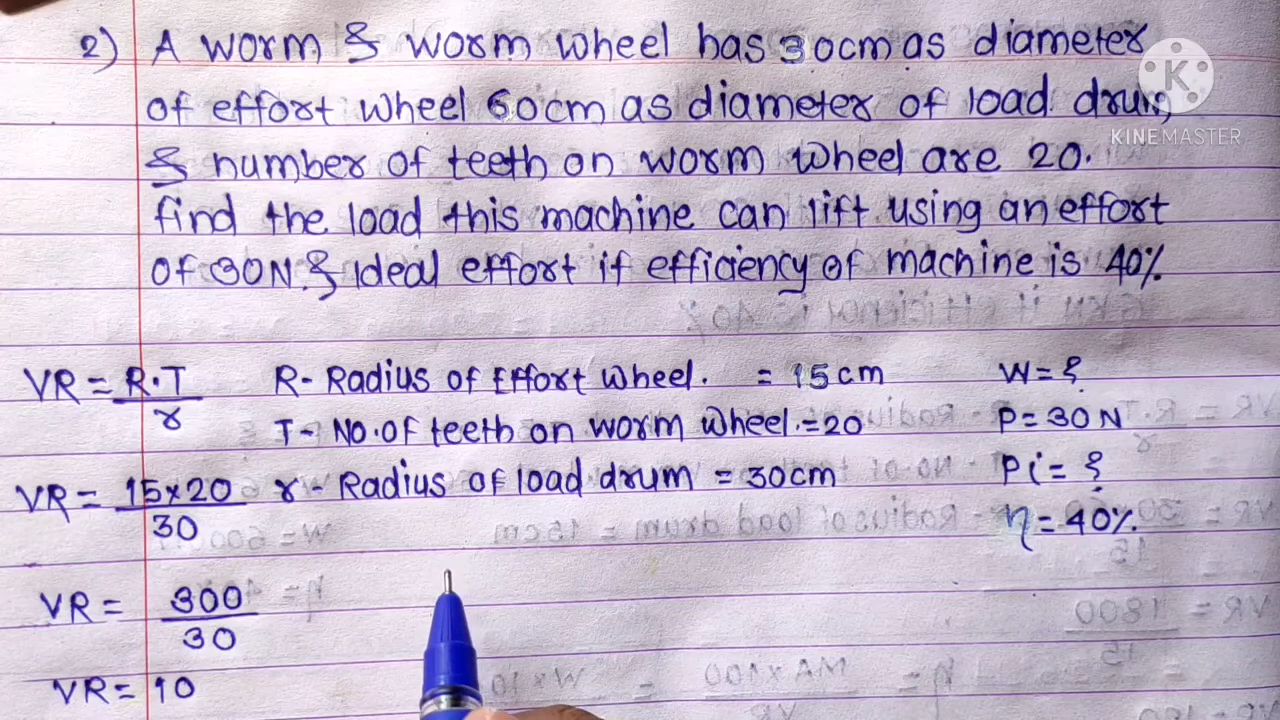 2) A worm & worm wheel has 30cm as diameter
of effort wheel 60cm as diameter of load drum
& number of teeth on worm wheel are 20.
find the load this machine can lift using an effort
of 30N & ideal effort if efficiency of machine is 40%
K
KINEMASTER
VR = R.T / r R - Radius of Effort wheel. = 15cm W = ?
T - No. of teeth on worm wheel. = 20 P = 30N
VR = 15x20 / 30 r - Radius of load drum = 30cm Pi = ?
η = 40%
VR = 300 / 30
VR = 10